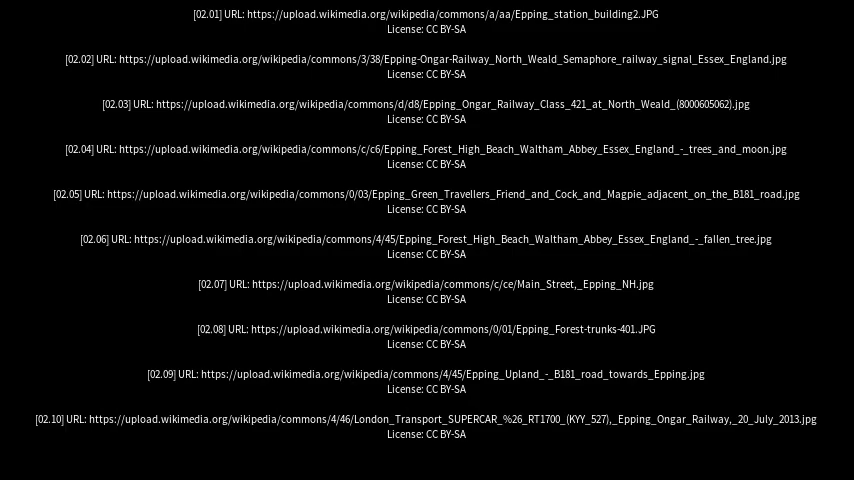 [02.01] URL: https://upload.wikimedia.org/wikipedia/commons/a/aa/Epping_station_building2.JPG
License: CC BY-SA
[02.02] URL: https://upload.wikimedia.org/wikipedia/commons/3/38/Epping-Ongar-Railway_North_Weald_Semaphore_railway_signal_Essex_England.jpg
License: CC BY-SA
[02.03] URL: https://upload.wikimedia.org/wikipedia/commons/d/d8/Epping_Ongar_Railway_Class_421_at_North_Weald_(8000605062).jpg
License: CC BY-SA
[02.04] URL: https://upload.wikimedia.org/wikipedia/commons/c/c6/Epping_Forest_High_Beach_Waltham_Abbey_Essex_England_-_trees_and_moon.jpg
License: CC BY-SA
[02.05] URL: https://upload.wikimedia.org/wikipedia/commons/0/03/Epping_Green_Travellers_Friend_and_Cock_and_Magpie_adjacent_on_the_B181_road.jpg
License: CC BY-SA
[02.06] URL: https://upload.wikimedia.org/wikipedia/commons/4/45/Epping_Forest_High_Beach_Waltham_Abbey_Essex_England_-_fallen_tree.jpg
License: CC BY-SA
[02.07] URL: https://upload.wikimedia.org/wikipedia/commons/c/ce/Main_Street,_Epping_NH.jpg
License: CC BY-SA
[02.08] URL: https://upload.wikimedia.org/wikipedia/commons/0/01/Epping_Forest-trunks-401.JPG
License: CC BY-SA
[02.09] URL: https://upload.wikimedia.org/wikipedia/commons/4/45/Epping_Upland_-_B181_road_towards_Epping.jpg
License: CC BY-SA
[02.10] URL: https://upload.wikimedia.org/wikipedia/commons/4/46/London_Transport_SUPERCAR_%26_RT1700_(KYY_527),_Epping_Ongar_Railway,_20_July_2013.jpg
License: CC BY-SA